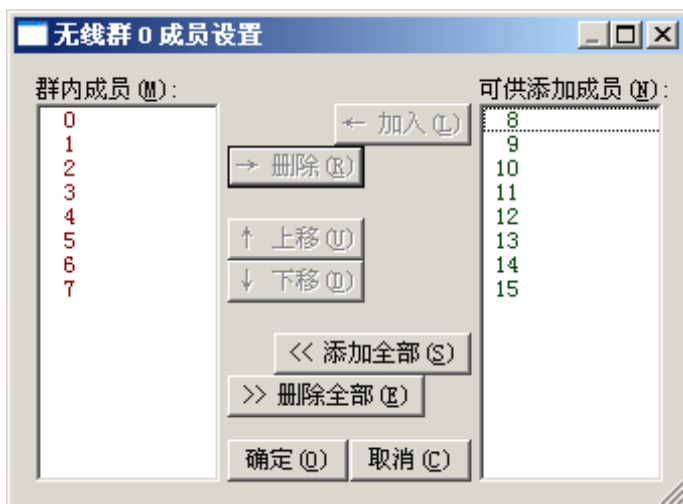 无线群 0 成员设置
群内成员(M):
0
1
2
3
4
5
6
7
← 加入(L)
→ 删除(R)
↑ 上移(U)
↓ 下移(D)
<< 添加全部(S)
>> 删除全部(E)
确定(O)
取消(C)
可供添加成员(N):
8
9
10
11
12
13
14
15